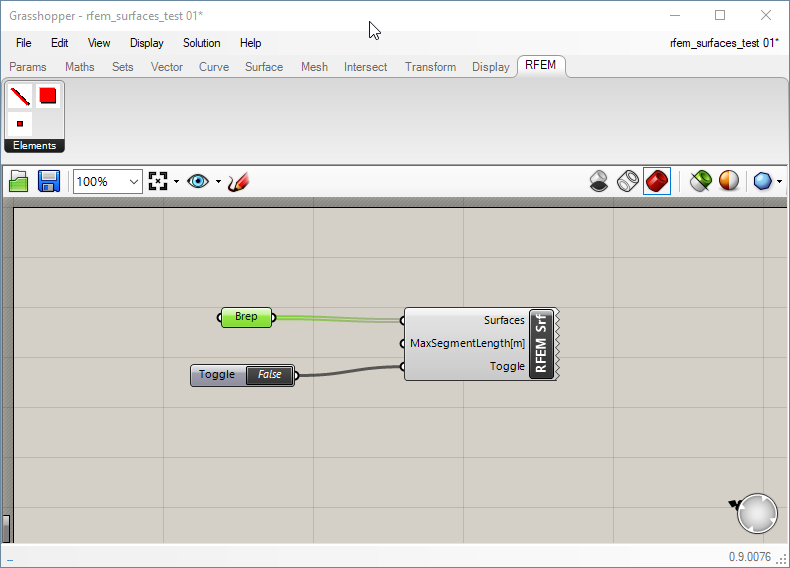 Grasshopper - rfem_surfaces_test 01*
File Edit View Display Solution Help rfem_surfaces_test 01*
Params Maths Sets Vector Curve Surface Mesh Intersect Transform Display RFEM
Elements
100%
Brep
Surfaces
MaxSegmentLength[m]
Toggle
RFEM Srf
Toggle False
0.9.0076